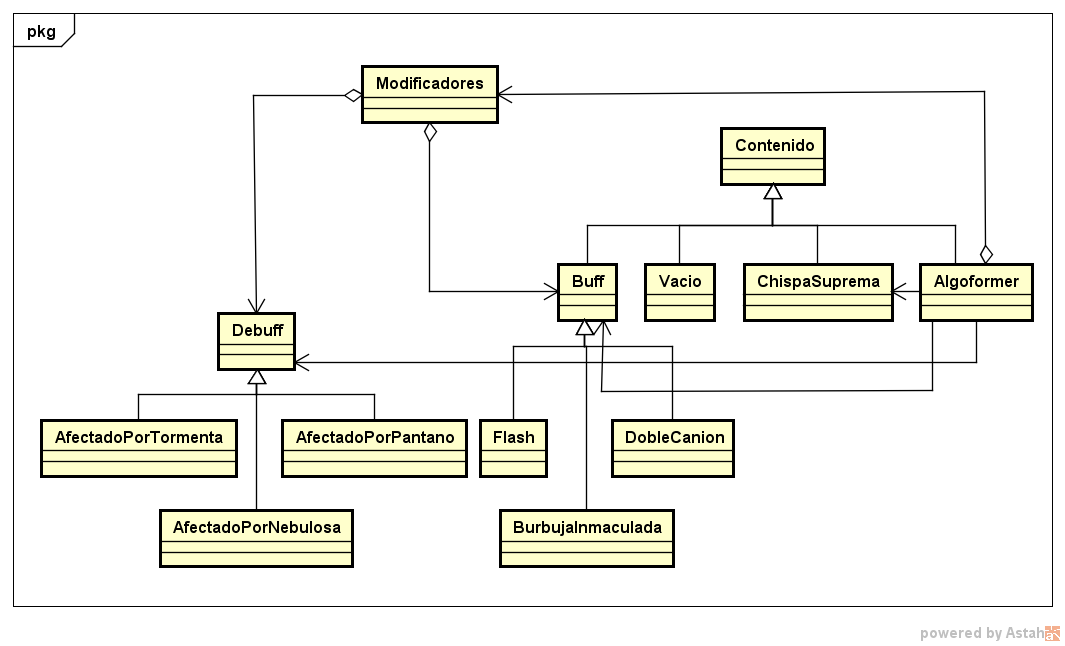 pkg
Modificadores
Contenido
Buff
Vacio
ChispaSuprema
Algoformer
Debuff
AfectadoPorTormenta
AfectadoPorPantano
Flash
DobleCanion
AfectadoPorNebulosa
BurbujaInmaculada
powered by Astah